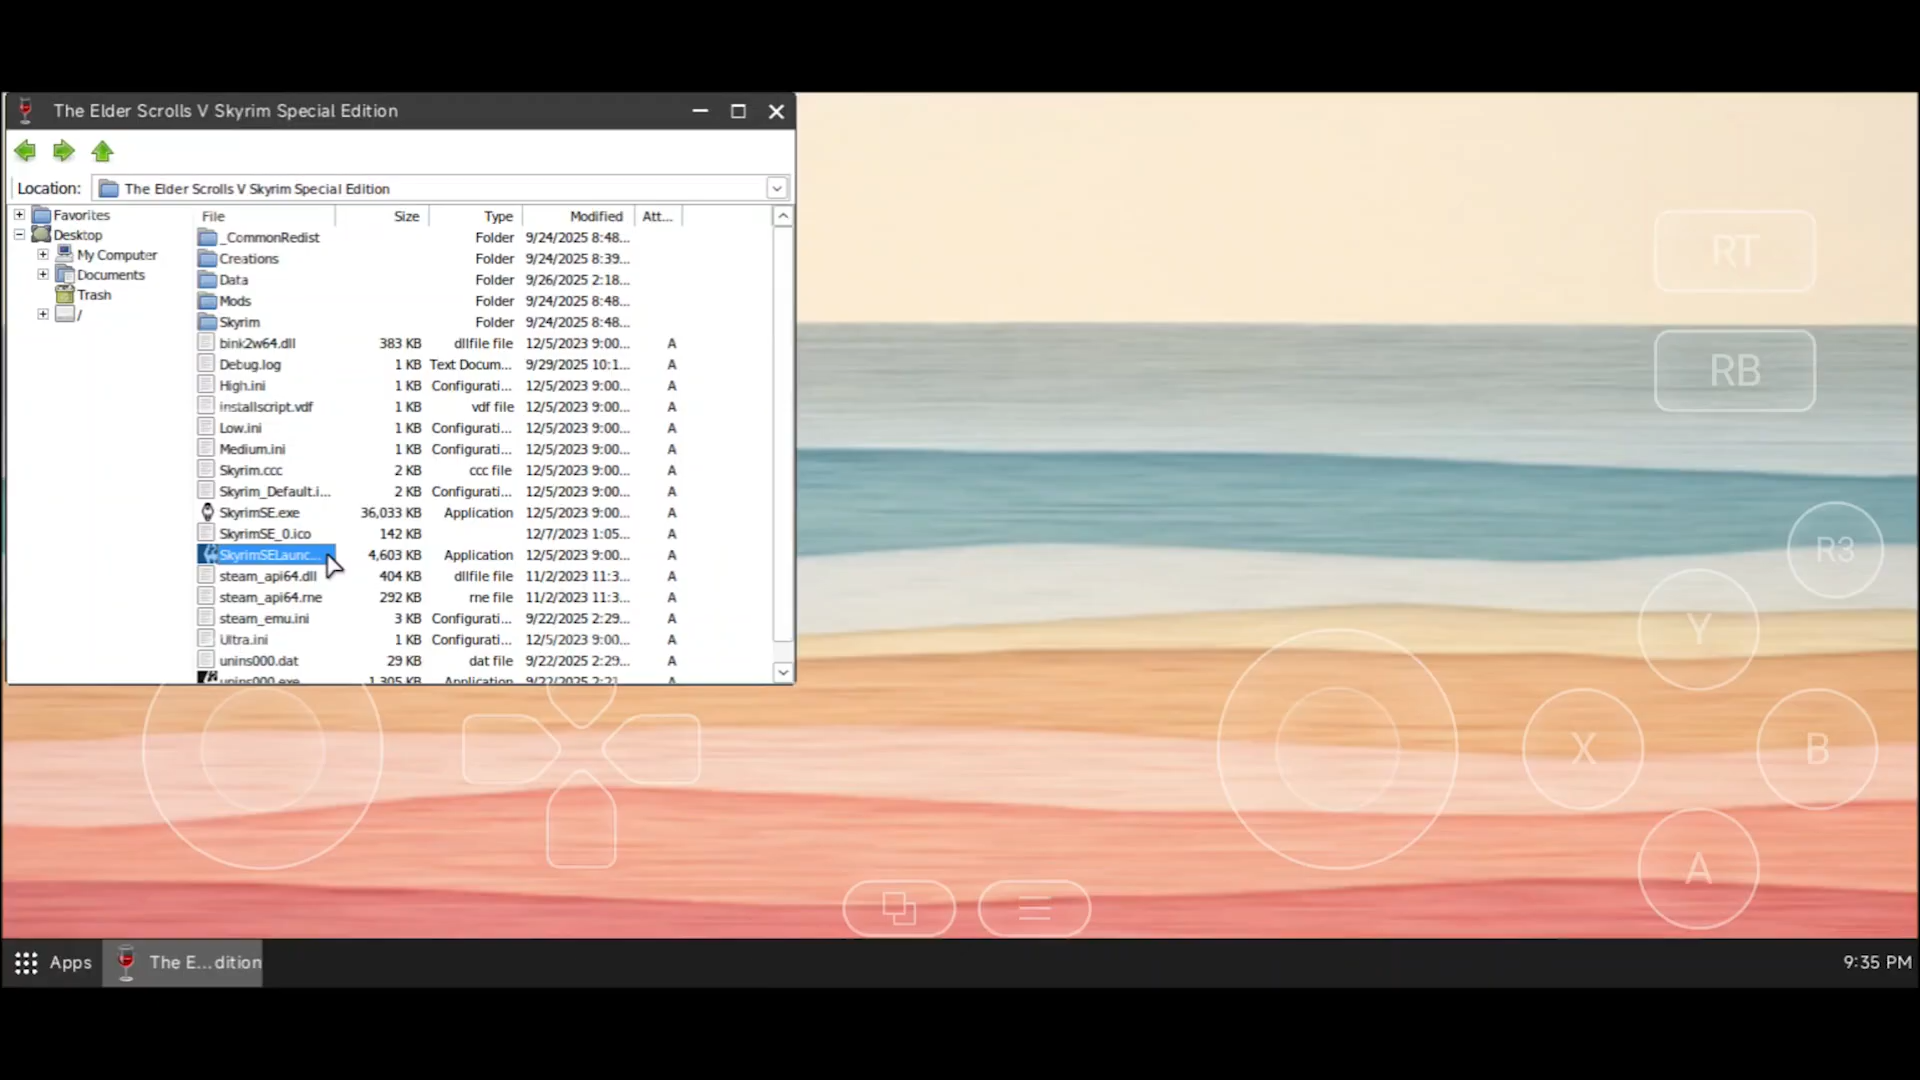 The Elder Scrolls V Skyrim Special Edition
Location: The Elder Scrolls V Skyrim Special Edition
Favorites
Desktop
My Computer
Documents
Trash
/
File Size Type Modified Att...
_CommonRedist Folder 9/24/2025 8:48...
Creations Folder 9/24/2025 8:39...
Data Folder 9/26/2025 2:18...
Mods Folder 9/24/2025 8:48...
Skyrim Folder 9/24/2025 8:48...
bink2w64.dll 383 KB dllfile file 12/5/2023 9:00... A
Debug.log 1 KB Text Docum... 9/29/2025 10:1... A
High.ini 1 KB Configurati... 12/5/2023 9:00... A
installscript.vdf 1 KB vdf file 12/5/2023 9:00... A
Low.ini 1 KB Configurati... 12/5/2023 9:00... A
Medium.ini 1 KB Configurati... 12/5/2023 9:00... A
Skyrim.ccc 2 KB ccc file 12/5/2023 9:00... A
Skyrim_Default.i... 2 KB Configurati... 12/5/2023 9:00... A
SkyrimSE.exe 36,033 KB Application 12/5/2023 9:00... A
SkyrimSE_0.ico 142 KB 12/7/2023 1:05... A
SkyrimSELaunc... 4,603 KB Application 12/5/2023 9:00... A
steam_api64.dll 404 KB dllfile file 11/2/2023 11:3... A
steam_api64.rne 292 KB rne file 11/2/2023 11:3... A
steam_emu.ini 3 KB Configurati... 9/22/2025 2:29... A
Ultra.ini 1 KB Configurati... 12/5/2023 9:00... A
unins000.dat 29 KB dat file 9/22/2025 2:29... A
unins000.exe 1,305 KB Application 9/22/2025 2:21... A
RT
RB
R3
Y
X
B
A
Apps
The E...dition
9:35 PM